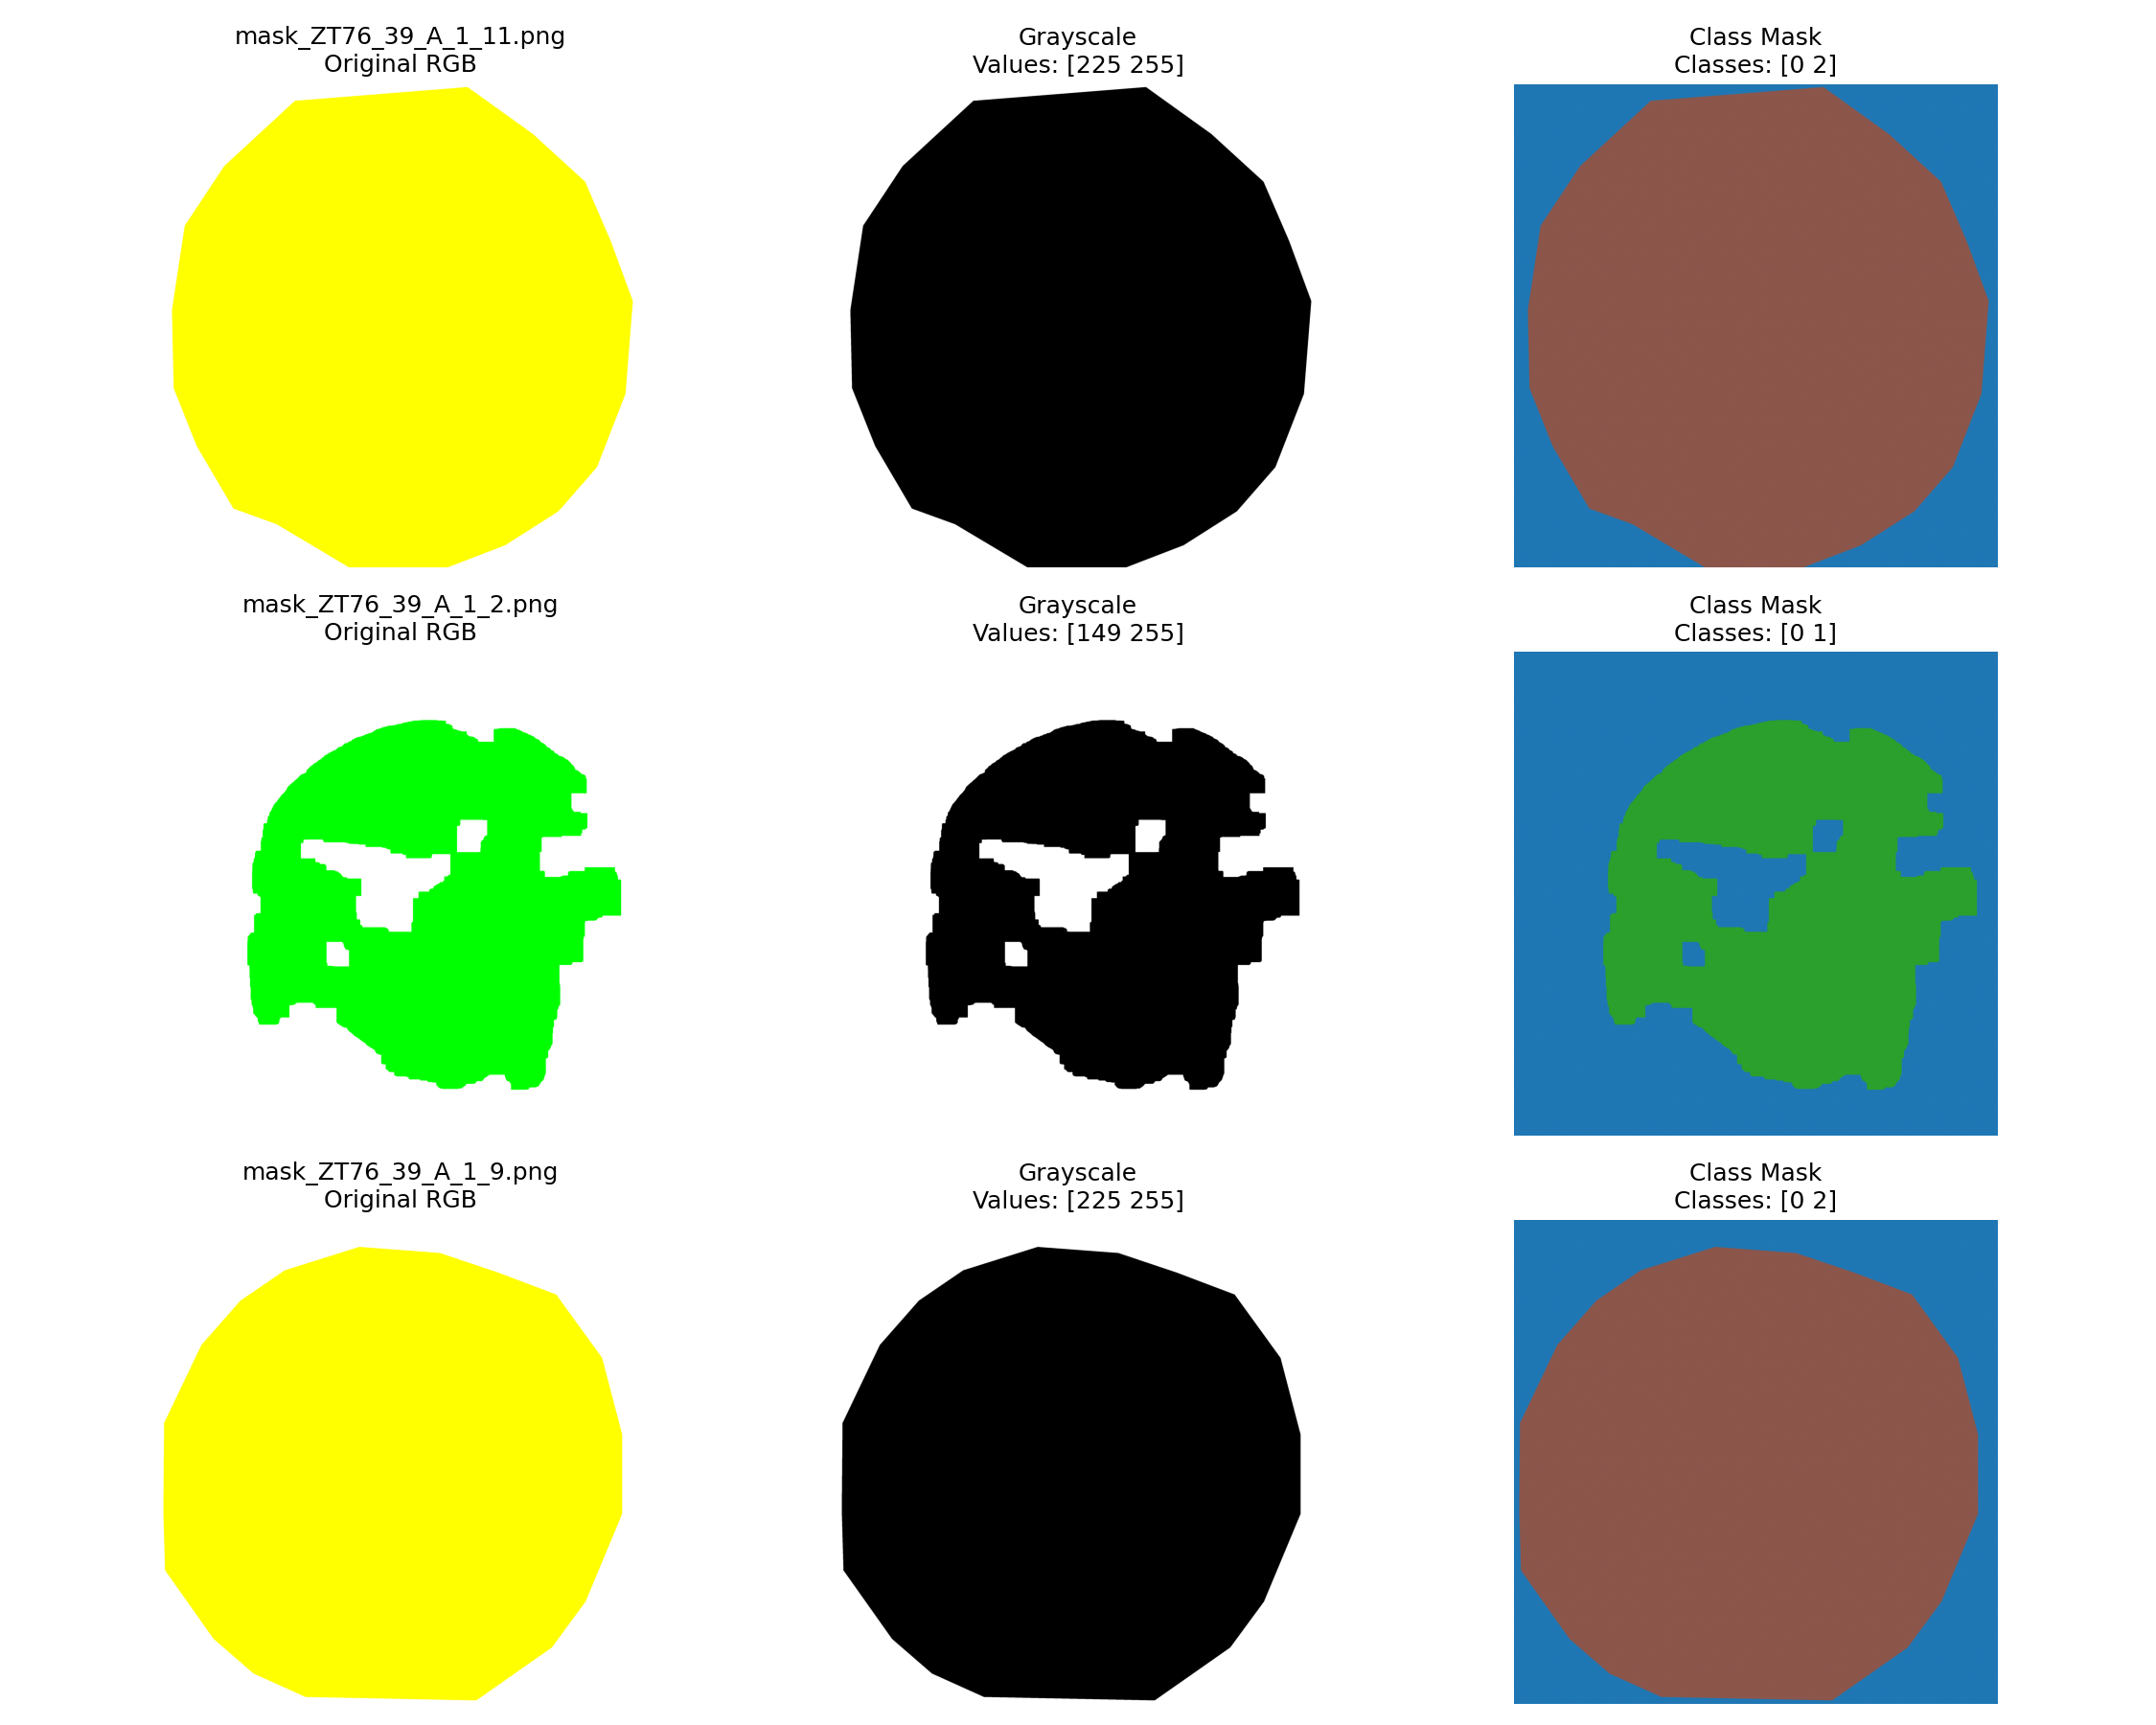 mask_ZT76_39_A_1_11.png
Original RGB
Grayscale
Values: [225 255]
Class Mask
Classes: [0 2]
mask_ZT76_39_A_1_2.png
Original RGB
Grayscale
Values: [149 255]
Class Mask
Classes: [0 1]
mask_ZT76_39_A_1_9.png
Original RGB
Grayscale
Values: [225 255]
Class Mask
Classes: [0 2]